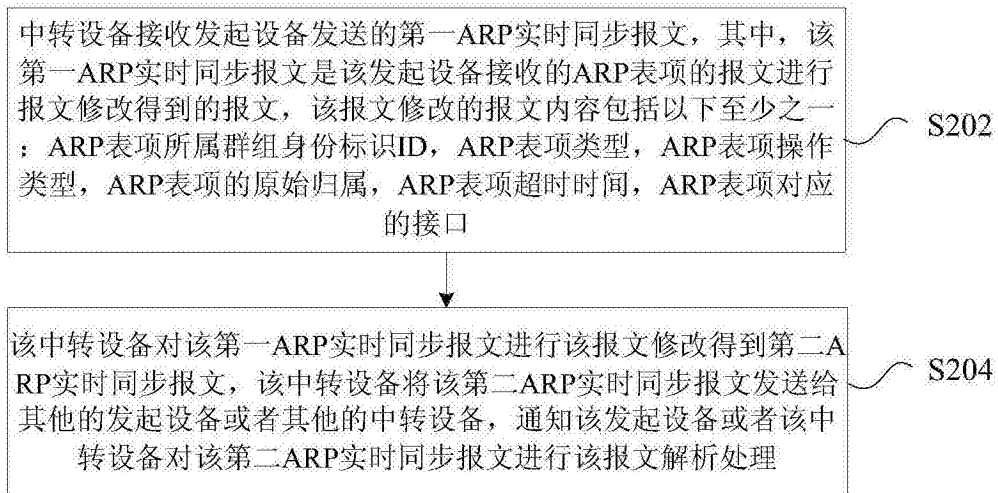 中转设备接收发起设备发送的第一ARP实时同步报文，其中，该
第一ARP实时同步报文是该发起设备接收的ARP表项的报文进行
报文修改得到的报文，该报文修改的报文内容包括以下至少之一
：ARP表项所属群组身份标识ID，ARP表项类型，ARP表项操作
类型，ARP表项的原始归属，ARP表项超时时间，ARP表项对应
的接口
S202
该中转设备对该第一ARP实时同步报文进行该报文修改得到第二A
RP实时同步报文，该中转设备将该第二ARP实时同步报文发送给
其他的发起设备或者其他的中转设备，通知该发起设备或者该中
转设备对该第二ARP实时同步报文进行该报文解析处理
S204